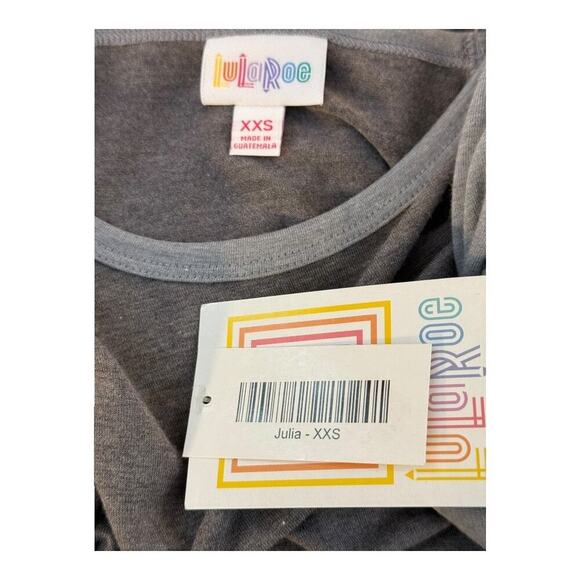 LuLaRoe
XXS
MADE IN
GUATEMALA
LuLaRoe
Julia - XXS